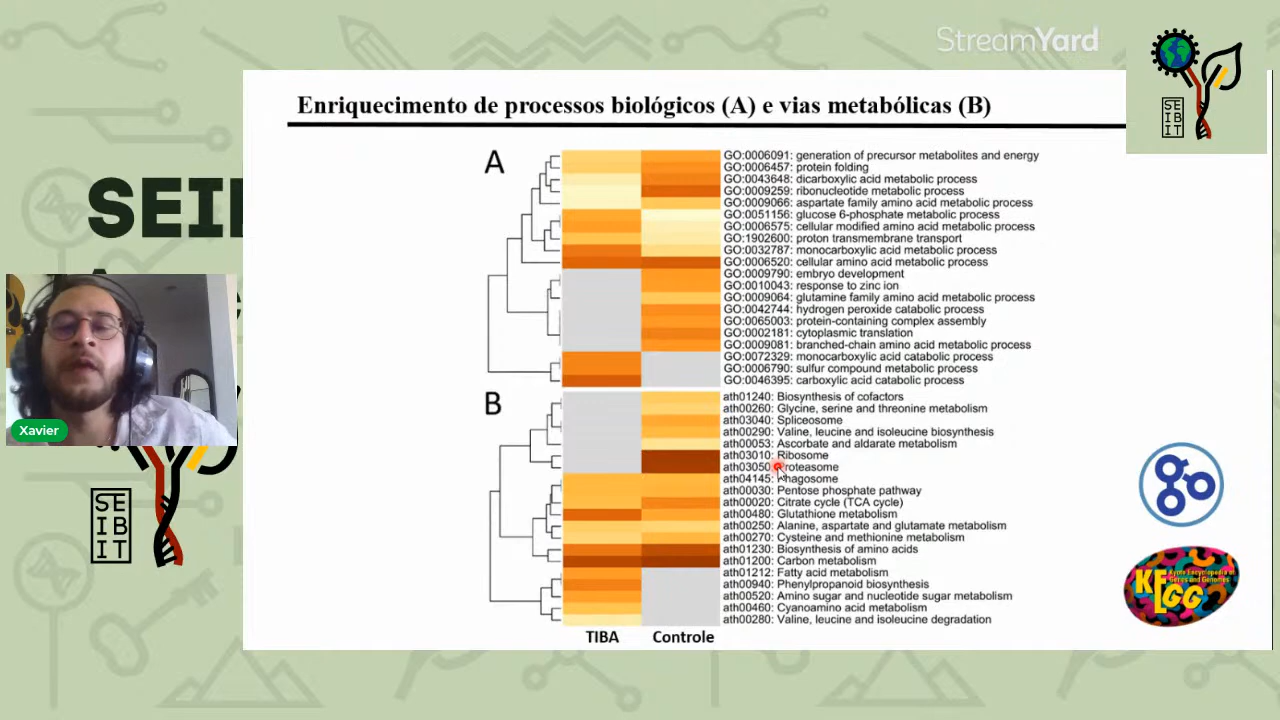 StreamYard
SEIBIT
Enriquecimento de processos biológicos (A) e vias metabólicas (B)
SEI
A
GO:0006091: generation of precursor metabolites and energy
GO:0006457: protein folding
GO:0043648: dicarboxylic acid metabolic process
GO:0009259: ribonucleotide metabolic process
GO:0009066: aspartate family amino acid metabolic process
GO:0051156: glucose 6-phosphate metabolic process
GO:0006575: cellular modified amino acid metabolic process
GO:1902600: proton transmembrane transport
GO:0032787: monocarboxylic acid metabolic process
GO:0006520: cellular amino acid metabolic process
GO:0009790: embryo development
GO:0010043: response to zinc ion
GO:0009064: glutamine family amino acid metabolic process
GO:0042744: hydrogen peroxide catabolic process
GO:0065003: protein-containing complex assembly
GO:0002181: cytoplasmic translation
GO:0009081: branched-chain amino acid metabolic process
GO:0072329: monocarboxylic acid catabolic process
GO:0006790: sulfur compound metabolic process
GO:0046395: carboxylic acid catabolic process
B
ath01240: Biosynthesis of cofactors
ath00260: Glycine, serine and threonine metabolism
ath03040: Spliceosome
ath00290: Valine, leucine and isoleucine biosynthesis
ath00053: Ascorbate and aldarate metabolism
ath03010: Ribosome
ath03050: Proteasome
ath04145: Phagosome
ath00030: Pentose phosphate pathway
ath00020: Citrate cycle (TCA cycle)
ath00480: Glutathione metabolism
ath00250: Alanine, aspartate and glutamate metabolism
ath00270: Cysteine and methionine metabolism
ath01230: Biosynthesis of amino acids
ath01200: Carbon metabolism
ath01212: Fatty acid metabolism
ath00940: Phenylpropanoid biosynthesis
ath00520: Amino sugar and nucleotide sugar metabolism
ath00460: Cyanoamino acid metabolism
ath00280: Valine, leucine and isoleucine degradation
TIBA Controle
Xavier
SE
IB
IT
go
KEGG
Kyoto Encyclopedia of
Genes and Genomes